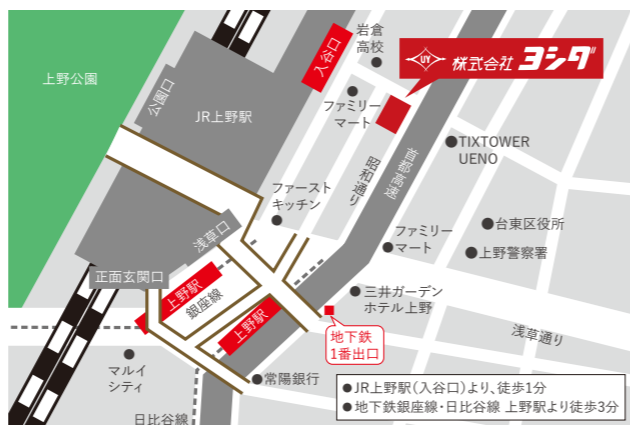 上野公園
公園口
JR上野駅
入谷口
岩倉
高校
UY 株式会社 ヨシダ
ファミリー
マート
昭和通り
首都高速
TIXTOWER
UENO
ファースト
キッチン
浅草口
正面玄関口
上野駅
銀座線
上野駅
ファミリー
マート
台東区役所
上野警察署
三井ガーデン
ホテル上野
地下鉄
1番出口
浅草通り
マルイ
シティ
常陽銀行
日比谷線
●JR上野駅(入谷口)より、徒歩1分
●地下鉄銀座線・日比谷線 上野駅より徒歩3分